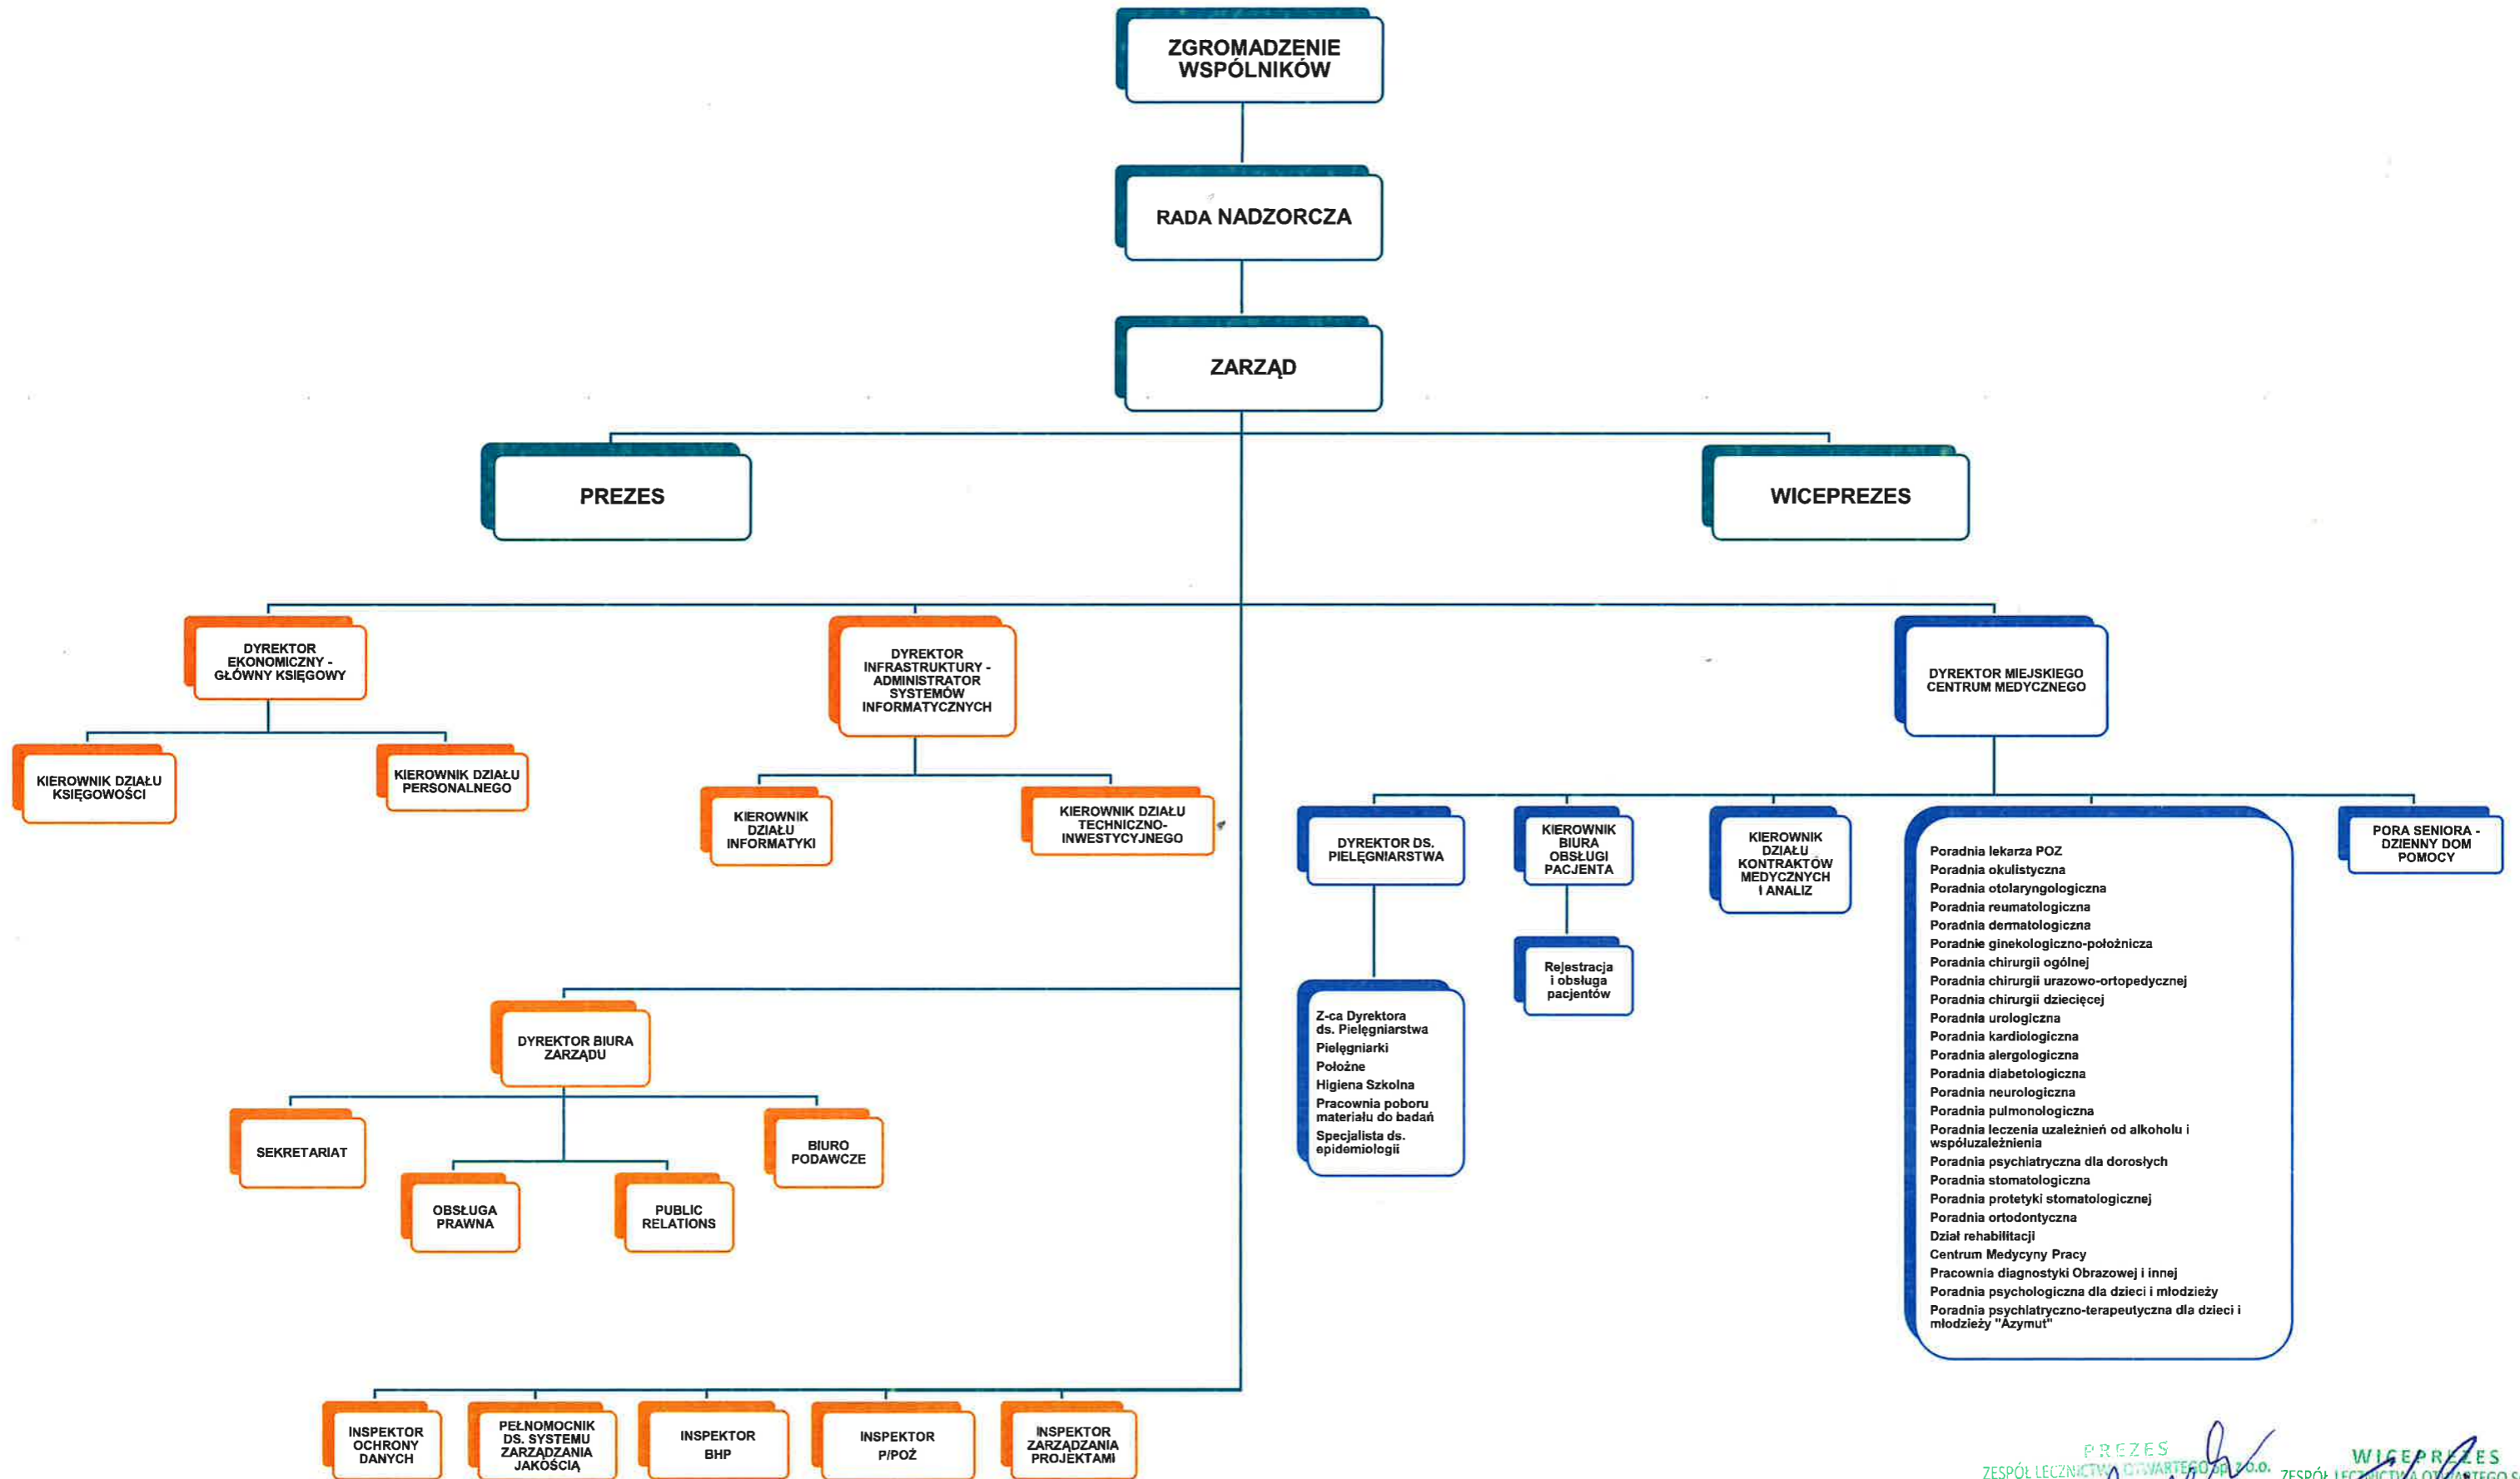 ZGROMADZENIE
WSPÓLNIKÓW
RADA NADZORCZA
ZARZĄD
PREZES
WICEPREZES
DYREKTOR
EKONOMICZNY -
GŁÓWNY KSIĘGOWY
DYREKTOR
INFRASTRUKTURY -
ADMINISTRATOR
SYSTEMÓW
INFORMATYCZNYCH
DYREKTOR MIEJSKIEGO
CENTRUM MEDYCZNEGO
KIEROWNIK DZIAŁU
KSIĘGOWOŚCI
KIEROWNIK DZIAŁU
PERSONALNEGO
KIEROWNIK
DZIAŁU
INFORMATYKI
KIEROWNIK DZIAŁU
TECHNICZNO-
INWESTYCYJNEGO
DYREKTOR DS.
PIELĘGNIARSTWA
KIEROWNIK
BIURA
OBSŁUGI
PACJENTA
KIEROWNIK
DZIAŁU
KONTRAKTÓW
MEDYCZNYCH
I ANALIZ
Poradnia lekarza POZ
Poradnia okulistyczna
Poradnia otolaryngologiczna
Poradnia reumatologiczna
Poradnia dermatologiczna
Poradnie ginekologiczno-położnicza
Poradnia chirurgii ogólnej
Poradnia chirurgii urazowo-ortopedycznej
Poradnia chirurgii dziecięcej
Poradnia urologiczna
Poradnia kardiologiczna
Poradnia alergologiczna
Poradnia diabetologiczna
Poradnia neurologiczna
Poradnia pulmonologiczna
Poradnia leczenia uzależnień od alkoholu i
współuzależnienia
Poradnia psychiatryczna dla dorosłych
Poradnia stomatologiczna
Poradnia protetyki stomatologicznej
Poradnia ortodontyczna
Dział rehabilitacji
Centrum Medycyny Pracy
Pracownia diagnostyki Obrazowej i innej
Poradnia psychologiczna dla dzieci i młodzieży
Poradnia psychiatryczno-terapeutyczna dla dzieci i
młodzieży "Azymut"
PORA SENIORA -
DZIENNY DOM
POMOCY
Z-ca Dyrektora
ds. Pielęgniarstwa
Pielęgniarki
Położne
Higiena Szkolna
Pracownia poboru
materiału do badań
Specjalista ds.
epidemiologii
Rejestracja
i obsługa
pacjentów
DYREKTOR BIURA
ZARZĄDU
SEKRETARIAT
BIURO
PODAWCZE
OBSŁUGA
PRAWNA
PUBLIC
RELATIONS
INSPEKTOR
OCHRONY
DANYCH
PEŁNOMOCNIK
DS. SYSTEMU
ZARZĄDZANIA
JAKOŚCIĄ
INSPEKTOR
BHP
INSPEKTOR
P/POŻ
INSPEKTOR
ZARZĄDZANIA
PROJEKTAMI
PREZES
ZESPÓŁ LECZNICTWA OTWARTEGO Sp. z o.o.
WICEPREZES
ZESPÓŁ LECZNICTWA OTWARTEGO